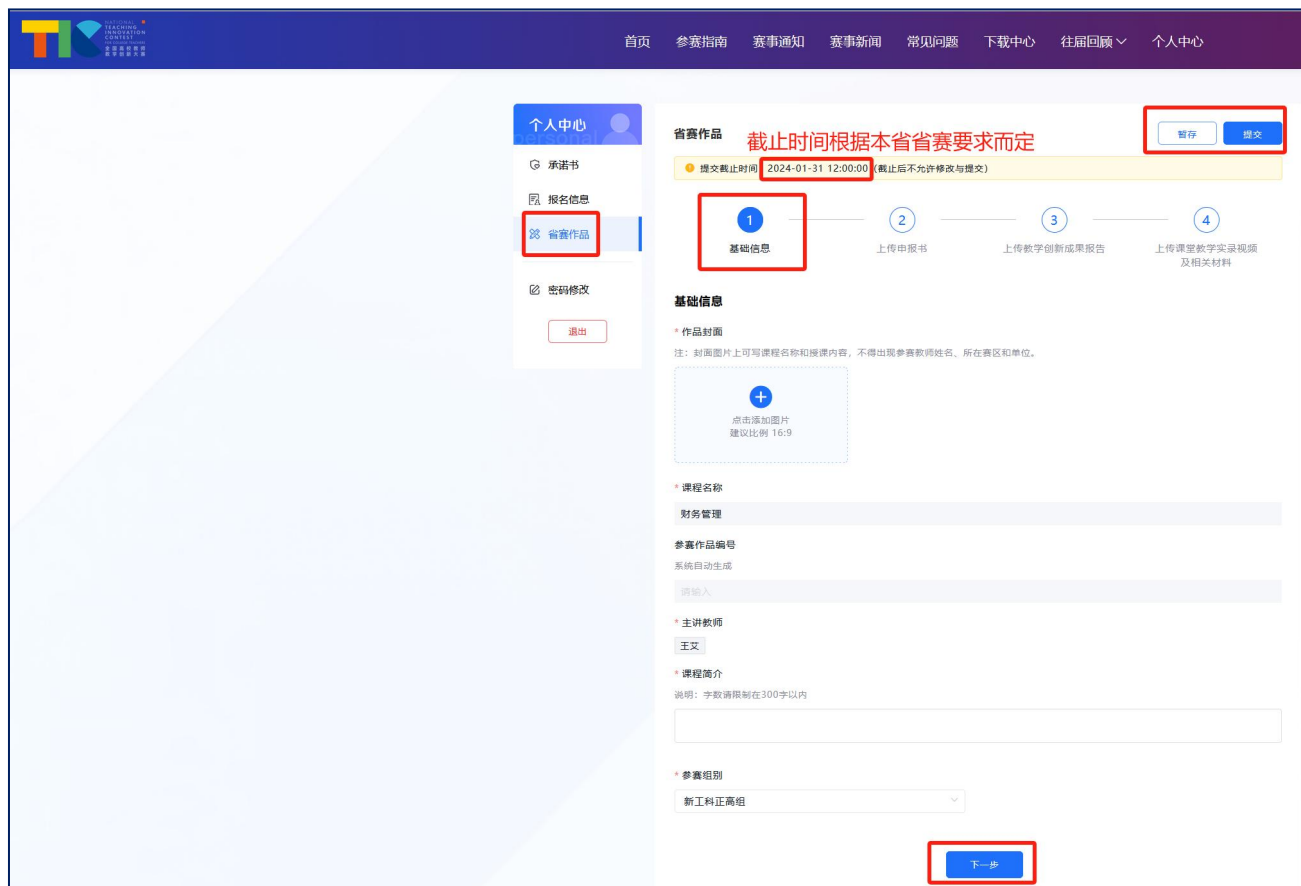 NATIONAL
TEACHING
INNOVATION
CONTEST
全国高校教师
教学创新大赛
首页 参赛指南 赛事通知 赛事新闻 常见问题 下载中心 往届回顾 个人中心
个人中心
personal
承诺书
报名信息
省赛作品
密码修改
退出
省赛作品
截止时间根据本省省赛要求而定
暂存 提交
提交截止时间 2024-01-31 12:00:00 (截止后不允许修改与提交)
1 2 3 4
基础信息 上传申报书 上传教学创新成果报告 上传课堂教学实录视频
及相关材料
基础信息
* 作品封面
注：封面图片上可写课程名称和授课内容，不得出现参赛教师姓名、所在赛区和单位。
点击添加图片
建议比例 16:9
* 课程名称
财务管理
参赛作品编号
系统自动生成
请输入
* 主讲教师
王艾
* 课程简介
说明：字数请限制在300字以内
* 参赛组别
新工科正高组
下一步